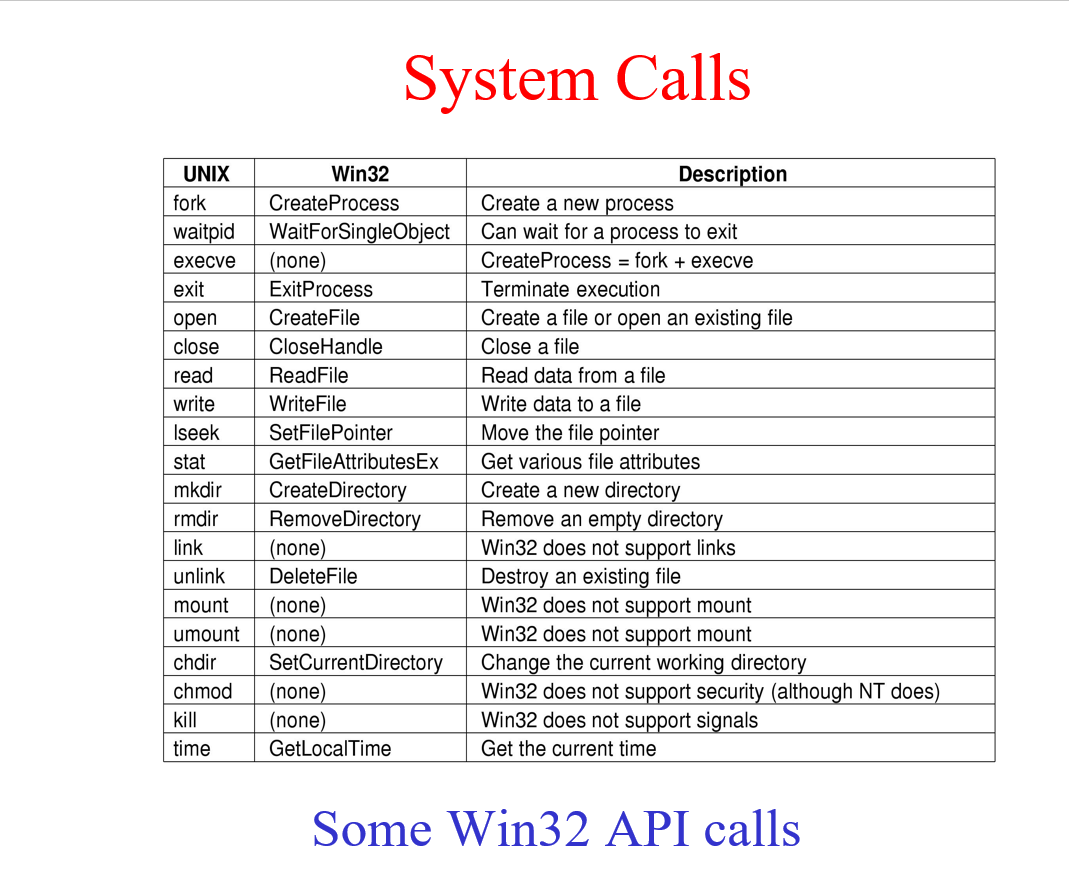 System Calls
UNIX Win32 Description
fork CreateProcess Create a new process
waitpid WaitForSingleObject Can wait for a process to exit
execve (none) CreateProcess = fork + execve
exit ExitProcess Terminate execution
open CreateFile Create a file or open an existing file
close CloseHandle Close a file
read ReadFile Read data from a file
write WriteFile Write data to a file
lseek SetFilePointer Move the file pointer
stat GetFileAttributesEx Get various file attributes
mkdir CreateDirectory Create a new directory
rmdir RemoveDirectory Remove an empty directory
link (none) Win32 does not support links
unlink DeleteFile Destroy an existing file
mount (none) Win32 does not support mount
umount (none) Win32 does not support mount
chdir SetCurrentDirectory Change the current working directory
chmod (none) Win32 does not support security (although NT does)
kill (none) Win32 does not support signals
time GetLocalTime Get the current time
Some Win32 API calls